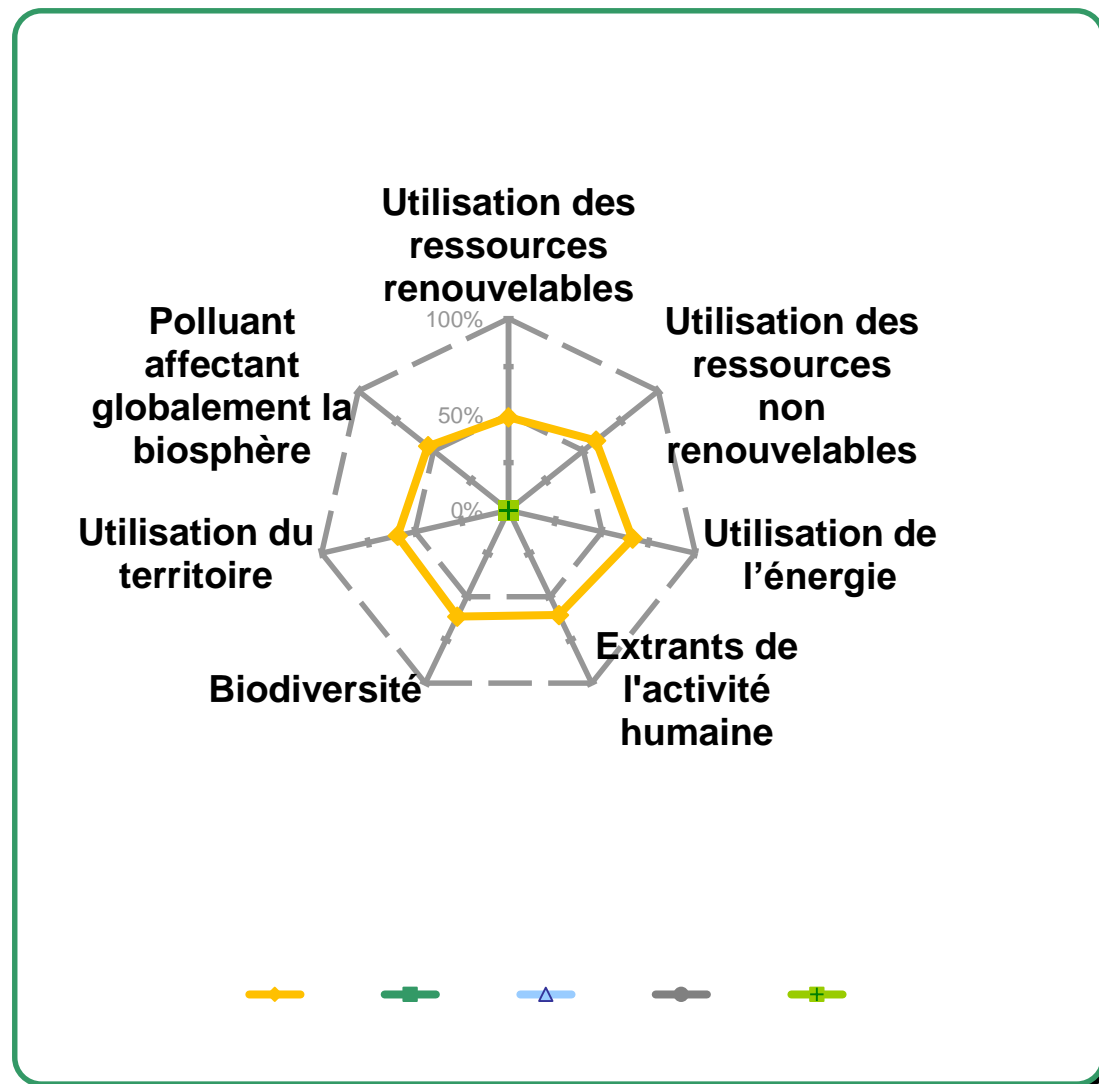 Utilisation des
ressources
renouvelables
100%
50%
0%
Utilisation des
ressources
non
renouvelables
Utilisation de
l’énergie
Extrants de
l'activité
humaine
Biodiversité
Utilisation du
territoire
Polluant
affectant
globalement la
biosphère